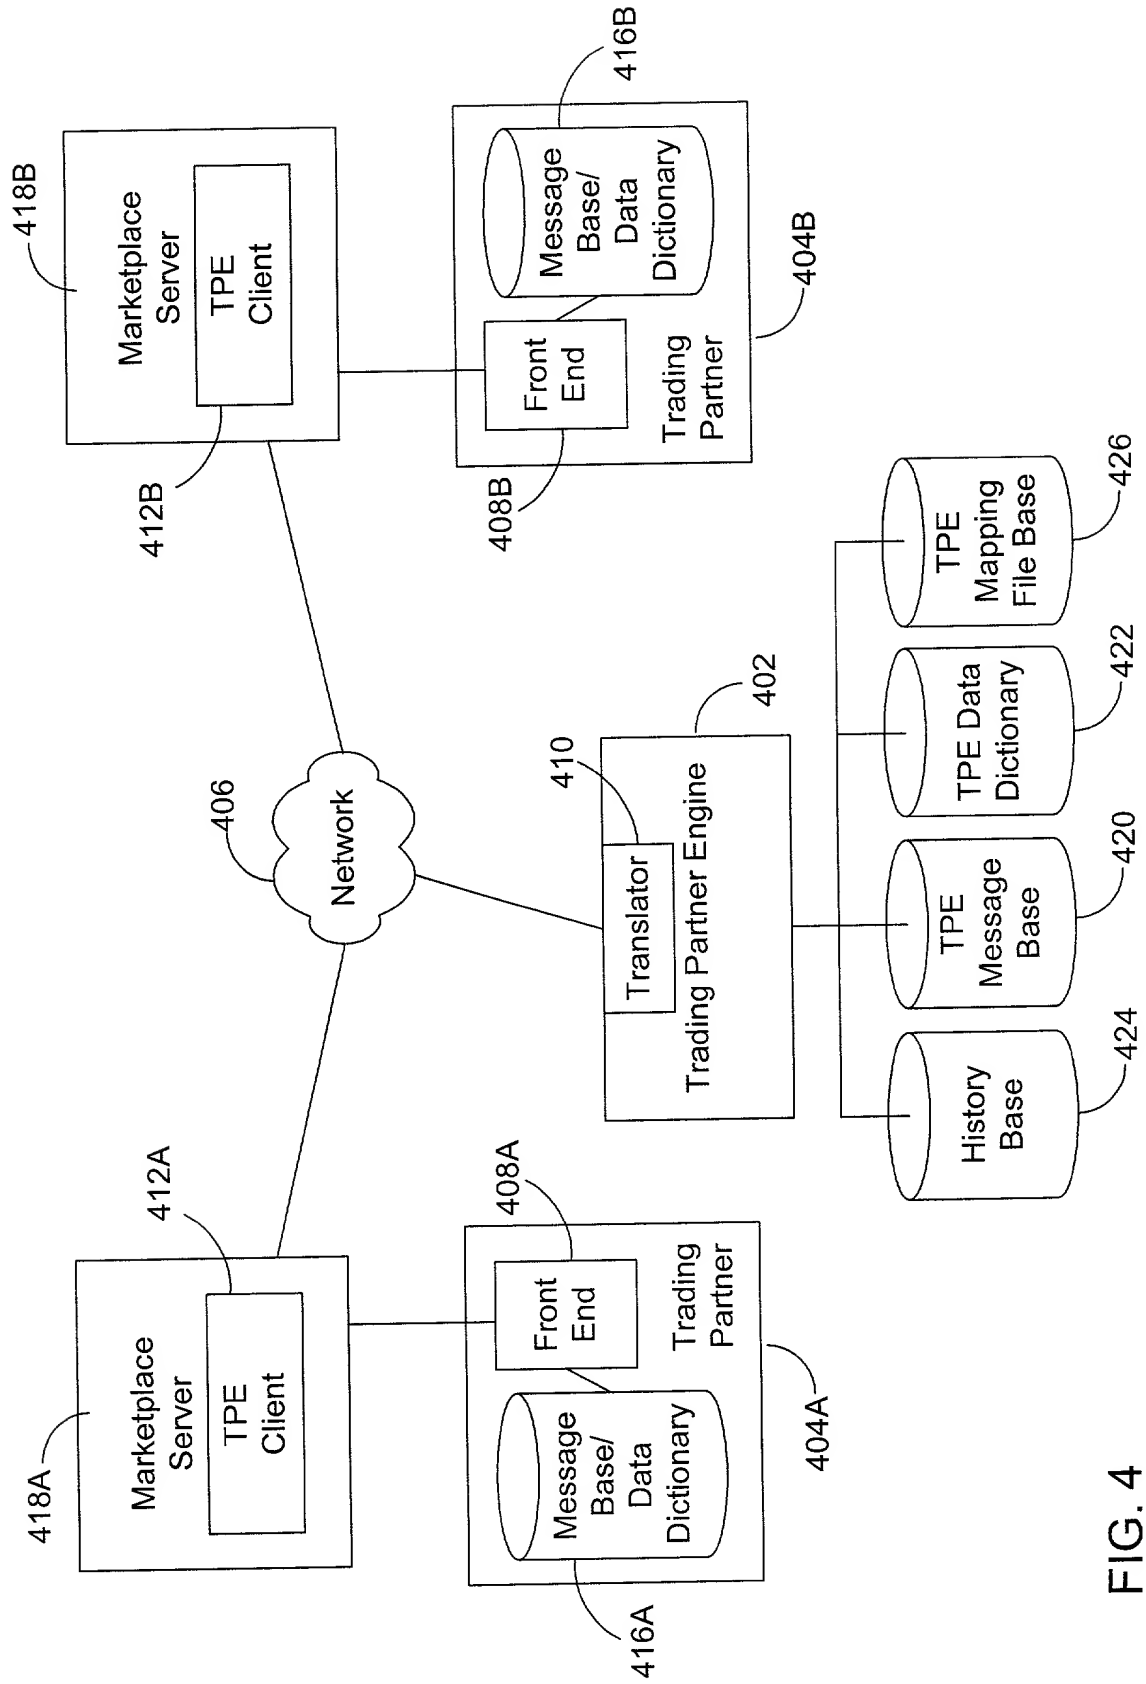 418A
Marketplace
Server
TPE
Client
412A
406
Network
418B
Marketplace
Server
TPE
Client
412B
416A
Message
Base/
Data
Dictionary
Front
End
408A
Trading
Partner
404A
410
Translator
Trading Partner Engine
402
408B
Front
End
Message
Base/
Data
Dictionary
416B
Trading
Partner
404B
History
Base
424
TPE
Message
Base
420
TPE Data
Dictionary
422
TPE
Mapping
File Base
426
FIG. 4